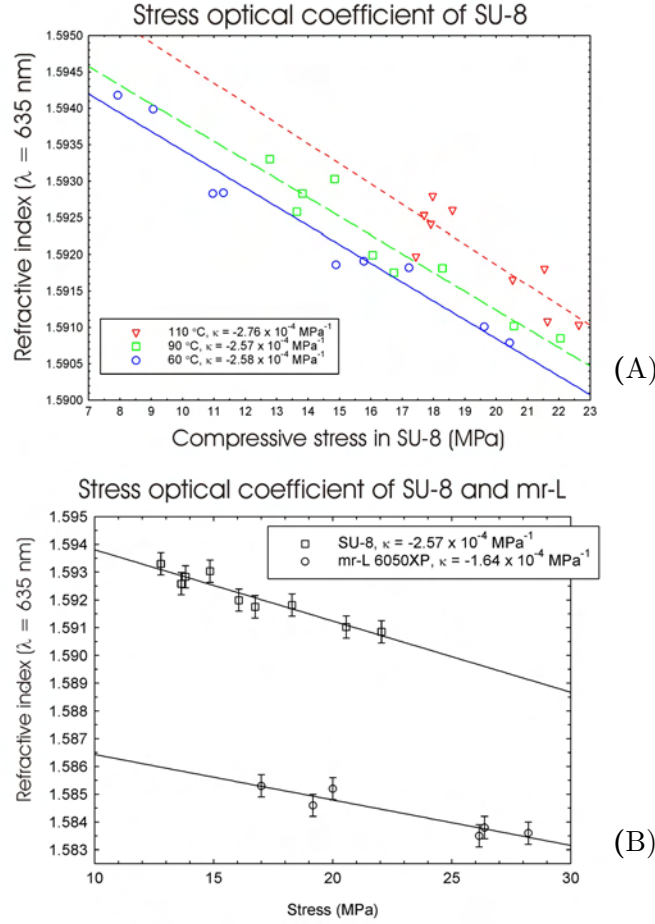 Stress optical coefficient of SU-8
Refractive index (λ = 635 nm)
1.5950
1.5945
1.5940
1.5935
1.5930
1.5925
1.5920
1.5915
1.5910
1.5905
1.5900
110 °C, κ = -2.76 x 10⁻⁴ MPa⁻¹
90 °C, κ = -2.57 x 10⁻⁴ MPa⁻¹
60 °C, κ = -2.58 x 10⁻⁴ MPa⁻¹
7 8 9 10 11 12 13 14 15 16 17 18 19 20 21 22 23
Compressive stress in SU-8 (MPa)
(A)
Stress optical coefficient of SU-8 and mr-L
Refractive index (λ = 635 nm)
1.595
1.594
1.593
1.592
1.591
1.590
1.589
1.588
1.587
1.586
1.585
1.584
1.583
SU-8, κ = -2.57 x 10⁻⁴ MPa⁻¹
mr-L 6050XP, κ = -1.64 x 10⁻⁴ MPa⁻¹
10 15 20 25 30
Stress (MPa)
(B)